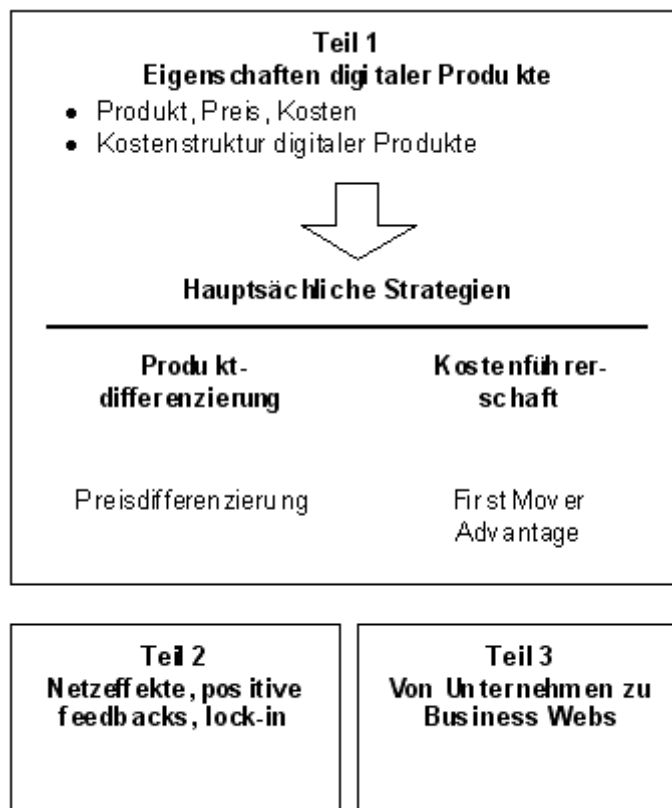 Teil 1
Eigenschaften digitaler Produkte
● Produkt, Preis, Kosten
● Kostenstruktur digitaler Produkte
Hauptsächliche Strategien
Produkt-
differenzierung
Kostenführer-
schaft
Preisdifferenzierung
First Mover
Advantage
Teil 2
Netzeffekte, positive
feedbacks, lock-in
Teil 3
Von Unternehmen zu
Business Webs